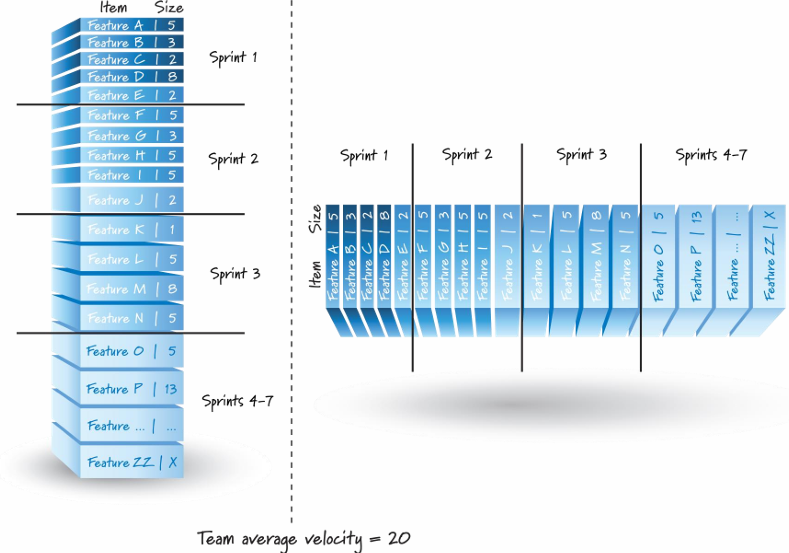 Item Size
Feature A | 5
Feature B | 3
Feature C | 2
Feature D | 8
Feature E | 2
Sprint 1
Feature F | 5
Feature G | 3
Feature H | 5
Feature I | 5
Feature J | 2
Sprint 2
Feature K | 1
Feature L | 5
Feature M | 8
Feature N | 5
Sprint 3
Feature O | 5
Feature P | 13
Feature ... | ...
Feature ZZ | X
Sprints 4-7
Sprint 1
Sprint 2
Sprint 3
Sprints 4-7
Item Size
Feature A | 5
Feature B | 3
Feature C | 2
Feature D | 8
Feature E | 2
Feature F | 5
Feature G | 3
Feature H | 5
Feature I | 5
Feature J | 2
Feature K | 1
Feature L | 5
Feature M | 8
Feature N | 5
Feature O | 5
Feature P | 13
Feature ... | ...
Feature ZZ | X
Team average velocity = 20